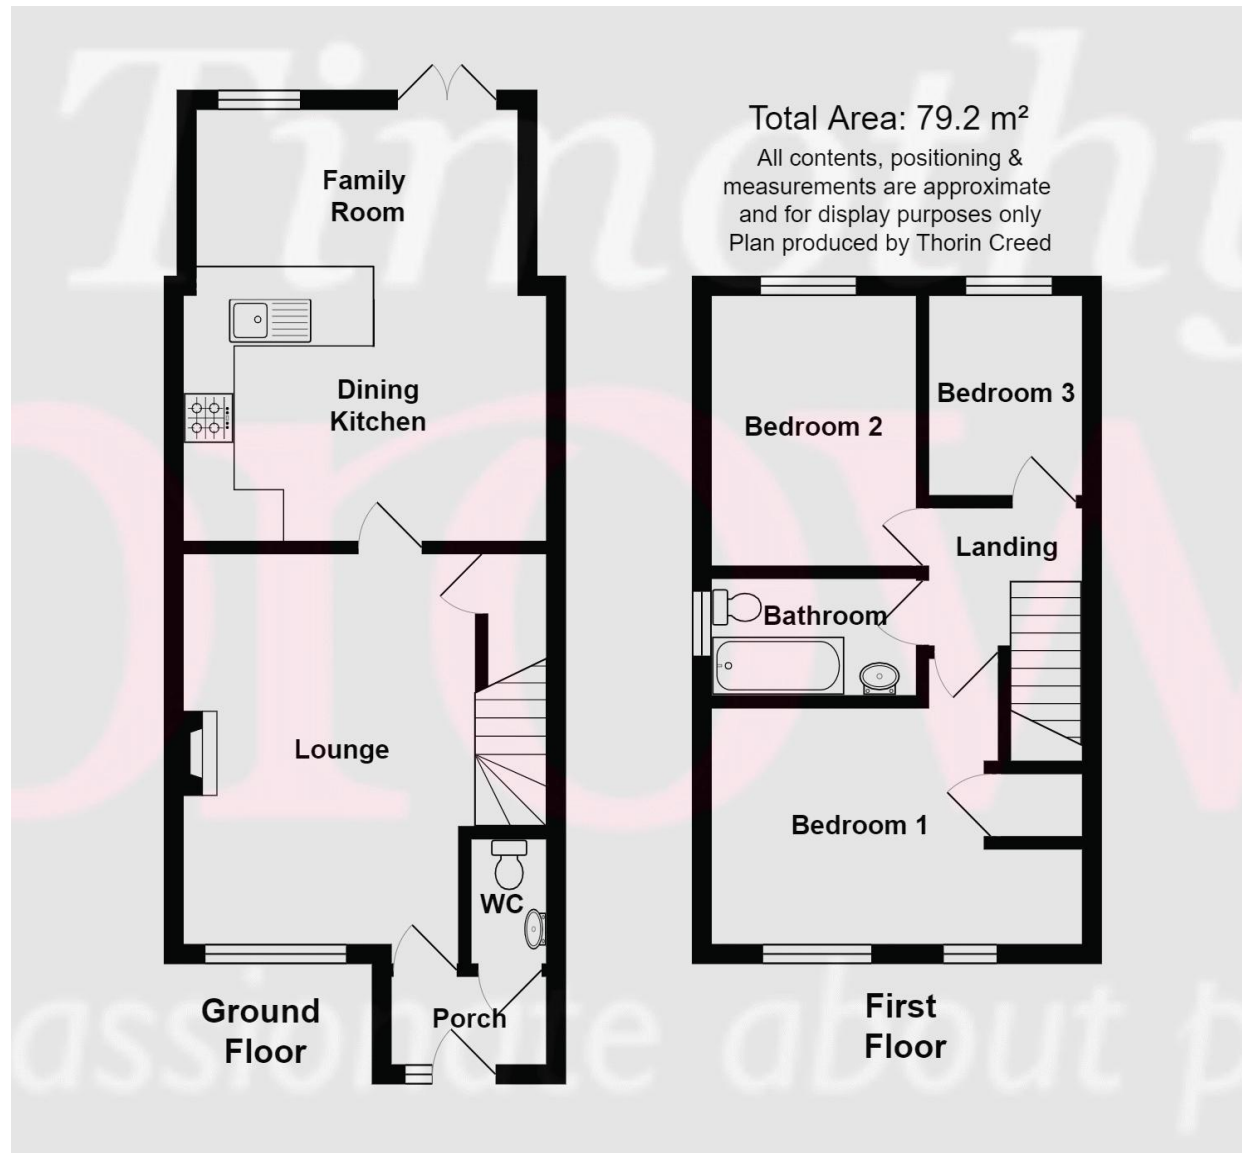 Timothy
Total Area: 79.2 m²
All contents, positioning &
measurements are approximate
and for display purposes only
Plan produced by Thorin Creed
Family
Room
Dining
Kitchen
Lounge
WC
Porch
Ground
Floor
Bedroom 2
Bedroom 3
Landing
Bathroom
Bedroom 1
First
Floor
about